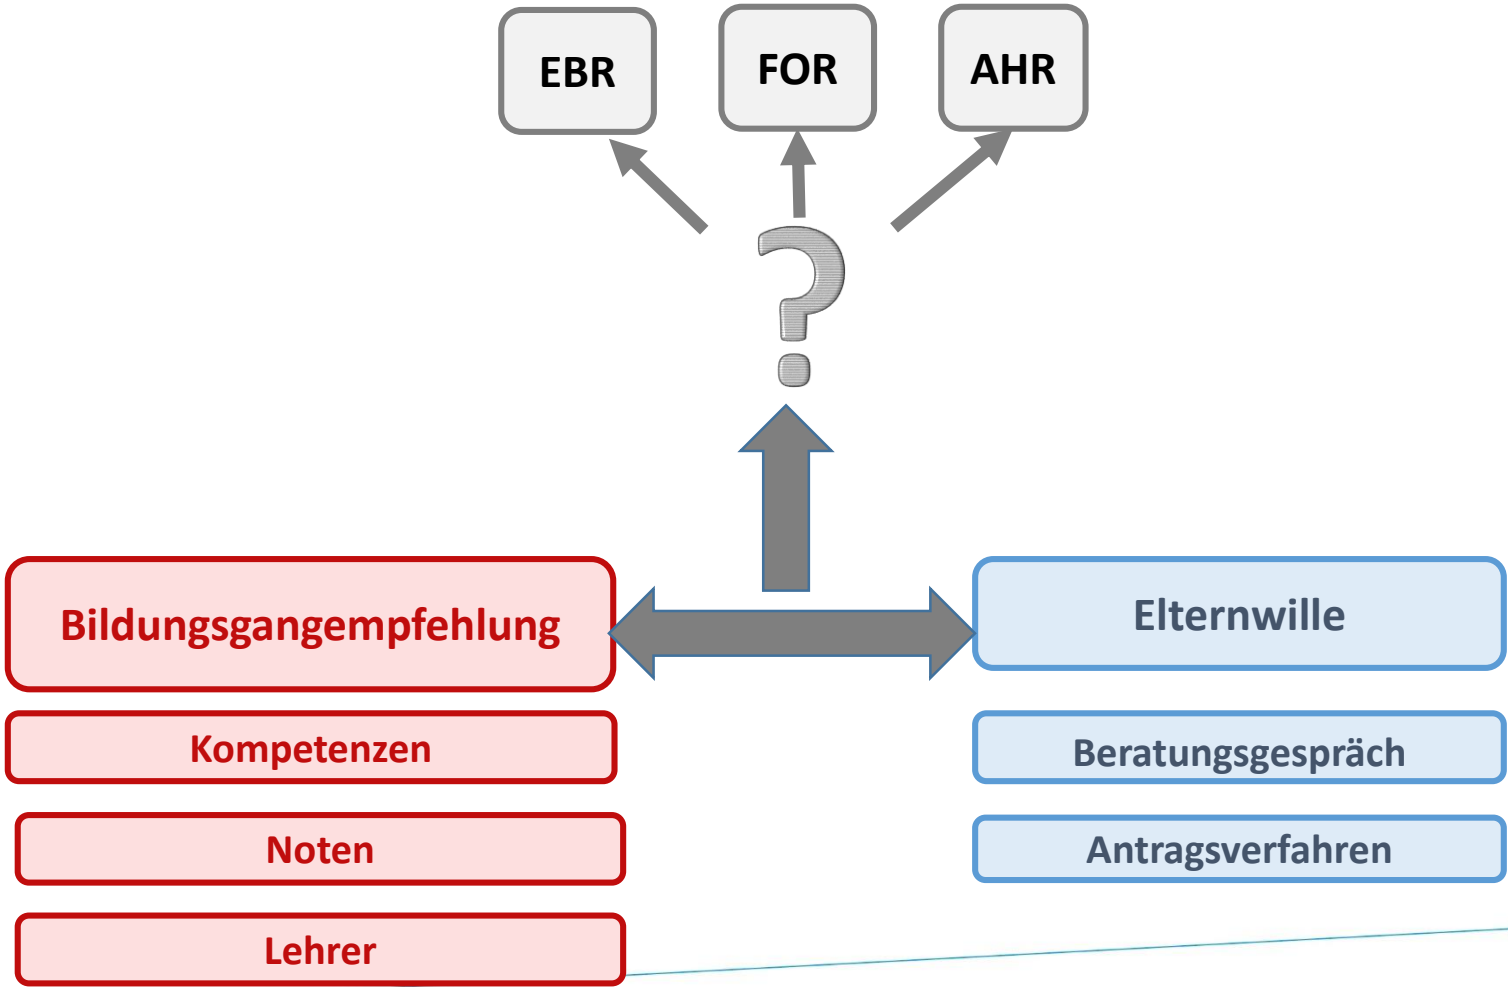 EBR
FOR
AHR
?
Bildungsgangempfehlung
Elternwille
Kompetenzen
Beratungsgespräch
Noten
Antragsverfahren
Lehrer